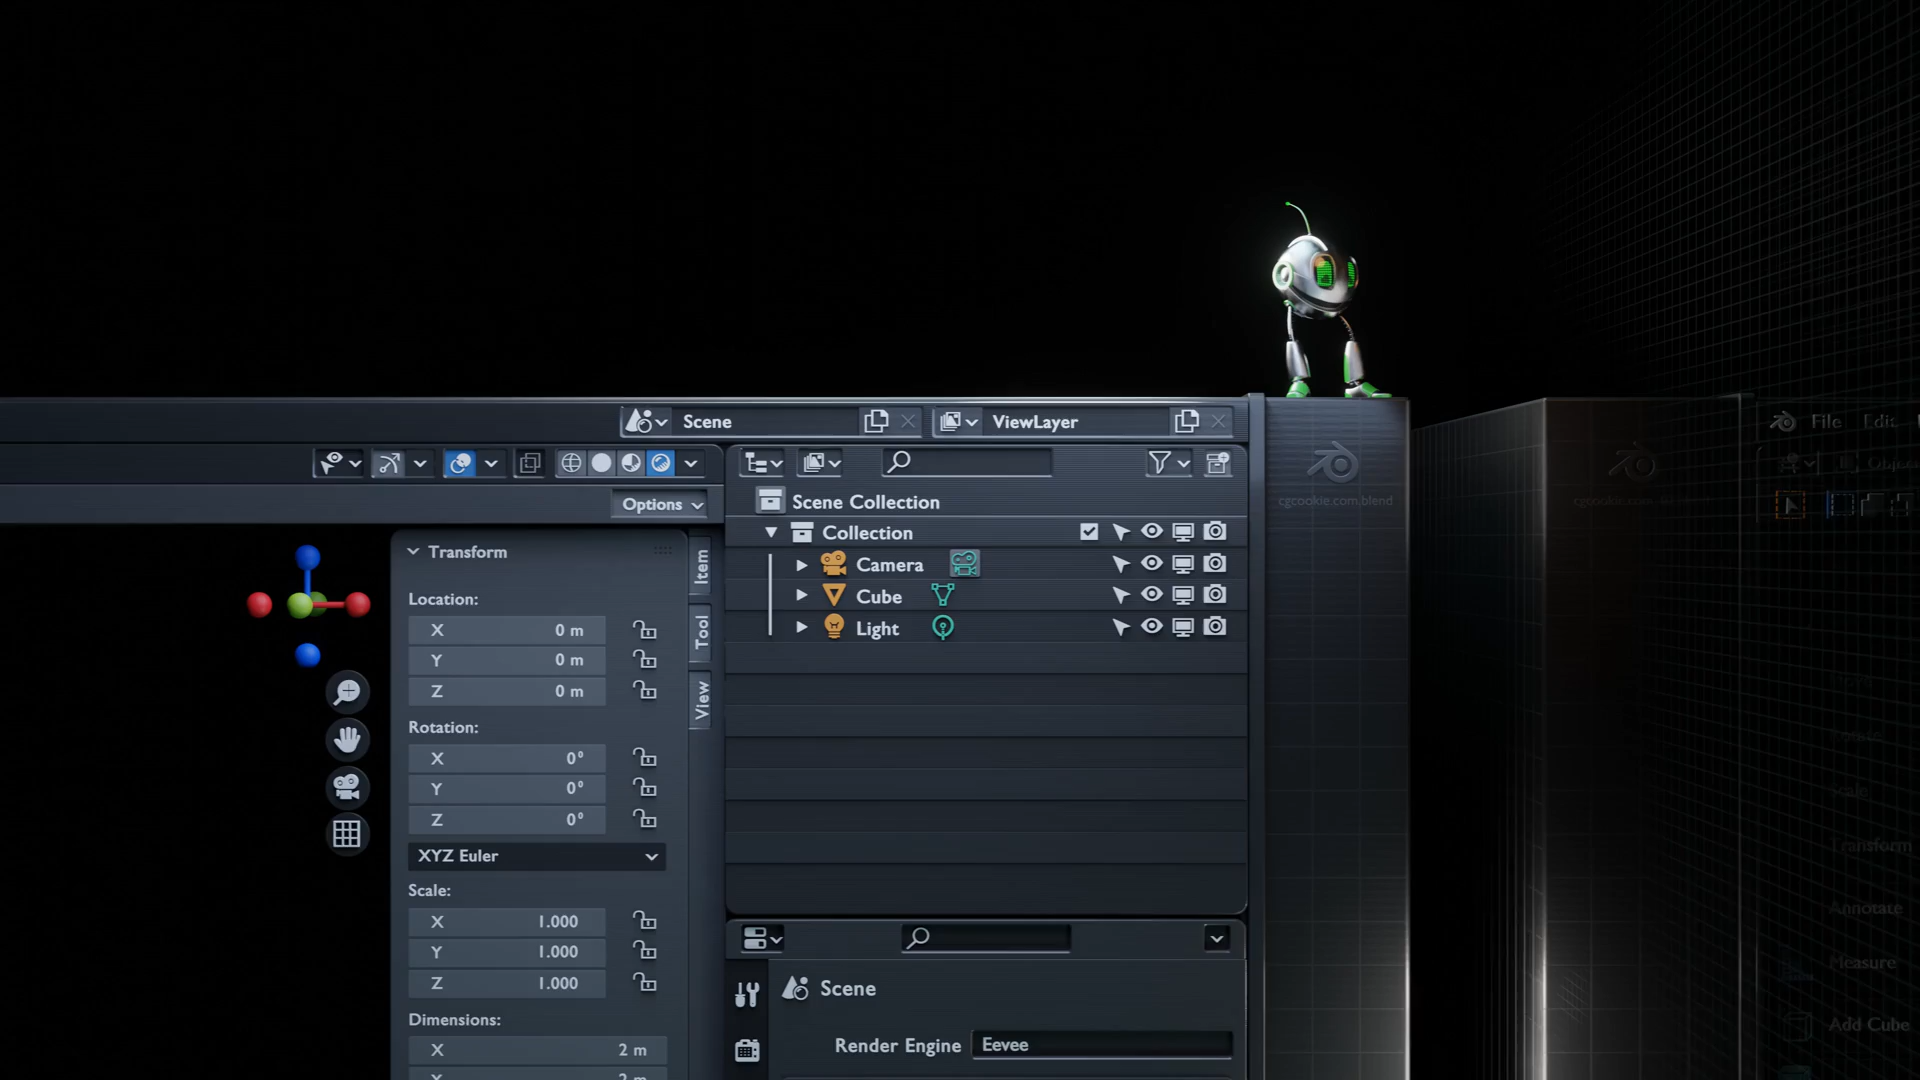 Scene
ViewLayer
File Edit
Options
Scene Collection
Collection
Camera
Cube
Light
cgcookie.com.blend
Item
Tool
View
Transform
Location:
X 0 m
Y 0 m
Z 0 m
Rotation:
X 0°
Y 0°
Z 0°
XYZ Euler
Scale:
X 1.000
Y 1.000
Z 1.000
Dimensions:
X 2 m
Scene
Render Engine Eevee
Scale
Transform
Annotate
Measure
Add Cube